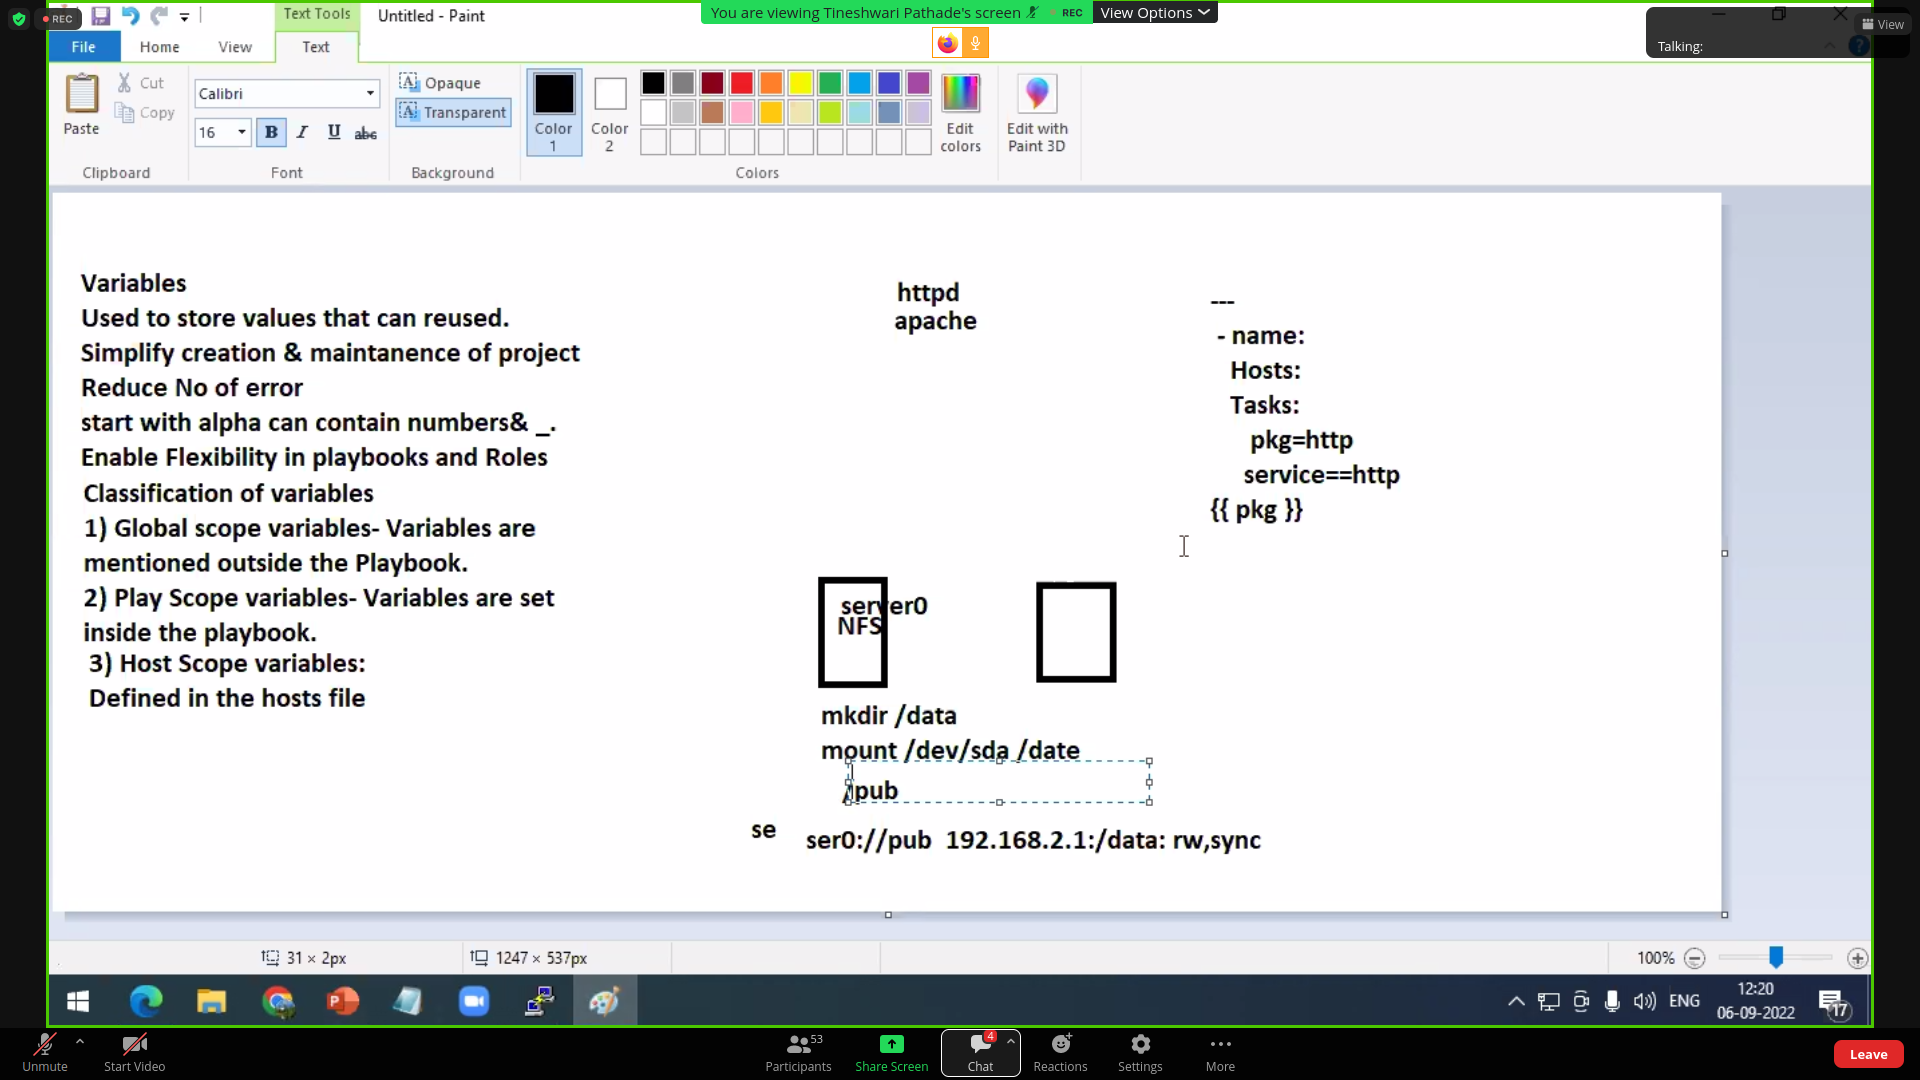 REC
Text Tools
Untitled - Paint
You are viewing Tineshwari Pathade's screen
REC
View Options
Talking:
View
File
Home
View
Text
Paste
Cut
Copy
Clipboard
Calibri
16
B I U abc
Font
Opaque
Transparent
Background
Color 1
Color 2
Colors
Edit colors
Edit with Paint 3D
Variables
Used to store values that can reused.
Simplify creation & maintanence of project
Reduce No of error
start with alpha can contain numbers& _.
Enable Flexibility in playbooks and Roles
Classification of variables
1) Global scope variables- Variables are
mentioned outside the Playbook.
2) Play Scope variables- Variables are set
inside the playbook.
3) Host Scope variables:
Defined in the hosts file
httpd
apache
---
- name:
Hosts:
Tasks:
pkg=http
service==http
{{ pkg }}
server0
NFS
mkdir /data
mount /dev/sda /date
/pub
se
ser0://pub 192.168.2.1:/data: rw,sync
31 × 2px
1247 × 537px
100%
ENG
12:20
06-09-2022
17
Unmute
Start Video
Participants
53
Share Screen
Chat
4
Reactions
Settings
More
Leave